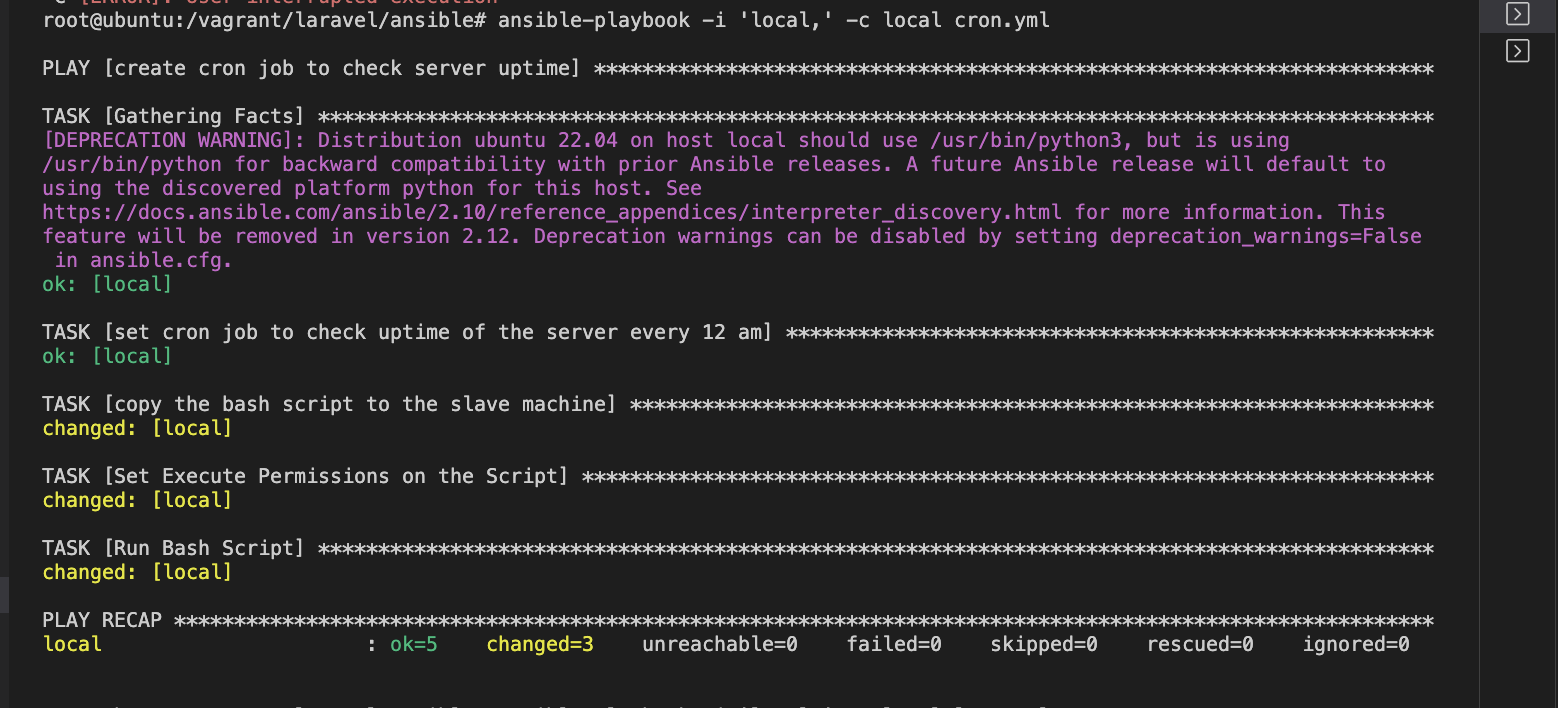 [ERROR]: User interrupted execution
root@ubuntu:/vagrant/laravel/ansible# ansible-playbook -i 'local,' -c local cron.yml
PLAY [create cron job to check server uptime] **********************************************************************
TASK [Gathering Facts] *********************************************************************************************
[DEPRECATION WARNING]: Distribution ubuntu 22.04 on host local should use /usr/bin/python3, but is using
/usr/bin/python for backward compatibility with prior Ansible releases. A future Ansible release will default to
using the discovered platform python for this host. See
https://docs.ansible.com/ansible/2.10/reference_appendices/interpreter_discovery.html for more information. This
feature will be removed in version 2.12. Deprecation warnings can be disabled by setting deprecation_warnings=False
 in ansible.cfg.
ok: [local]
TASK [set cron job to check uptime of the server every 12 am] ******************************************************
ok: [local]
TASK [copy the bash script to the slave machine] *******************************************************************
changed: [local]
TASK [Set Execute Permissions on the Script] ***********************************************************************
changed: [local]
TASK [Run Bash Script] *********************************************************************************************
changed: [local]
PLAY RECAP *********************************************************************************************************
local                      : ok=5    changed=3    unreachable=0    failed=0    skipped=0    rescued=0    ignored=0